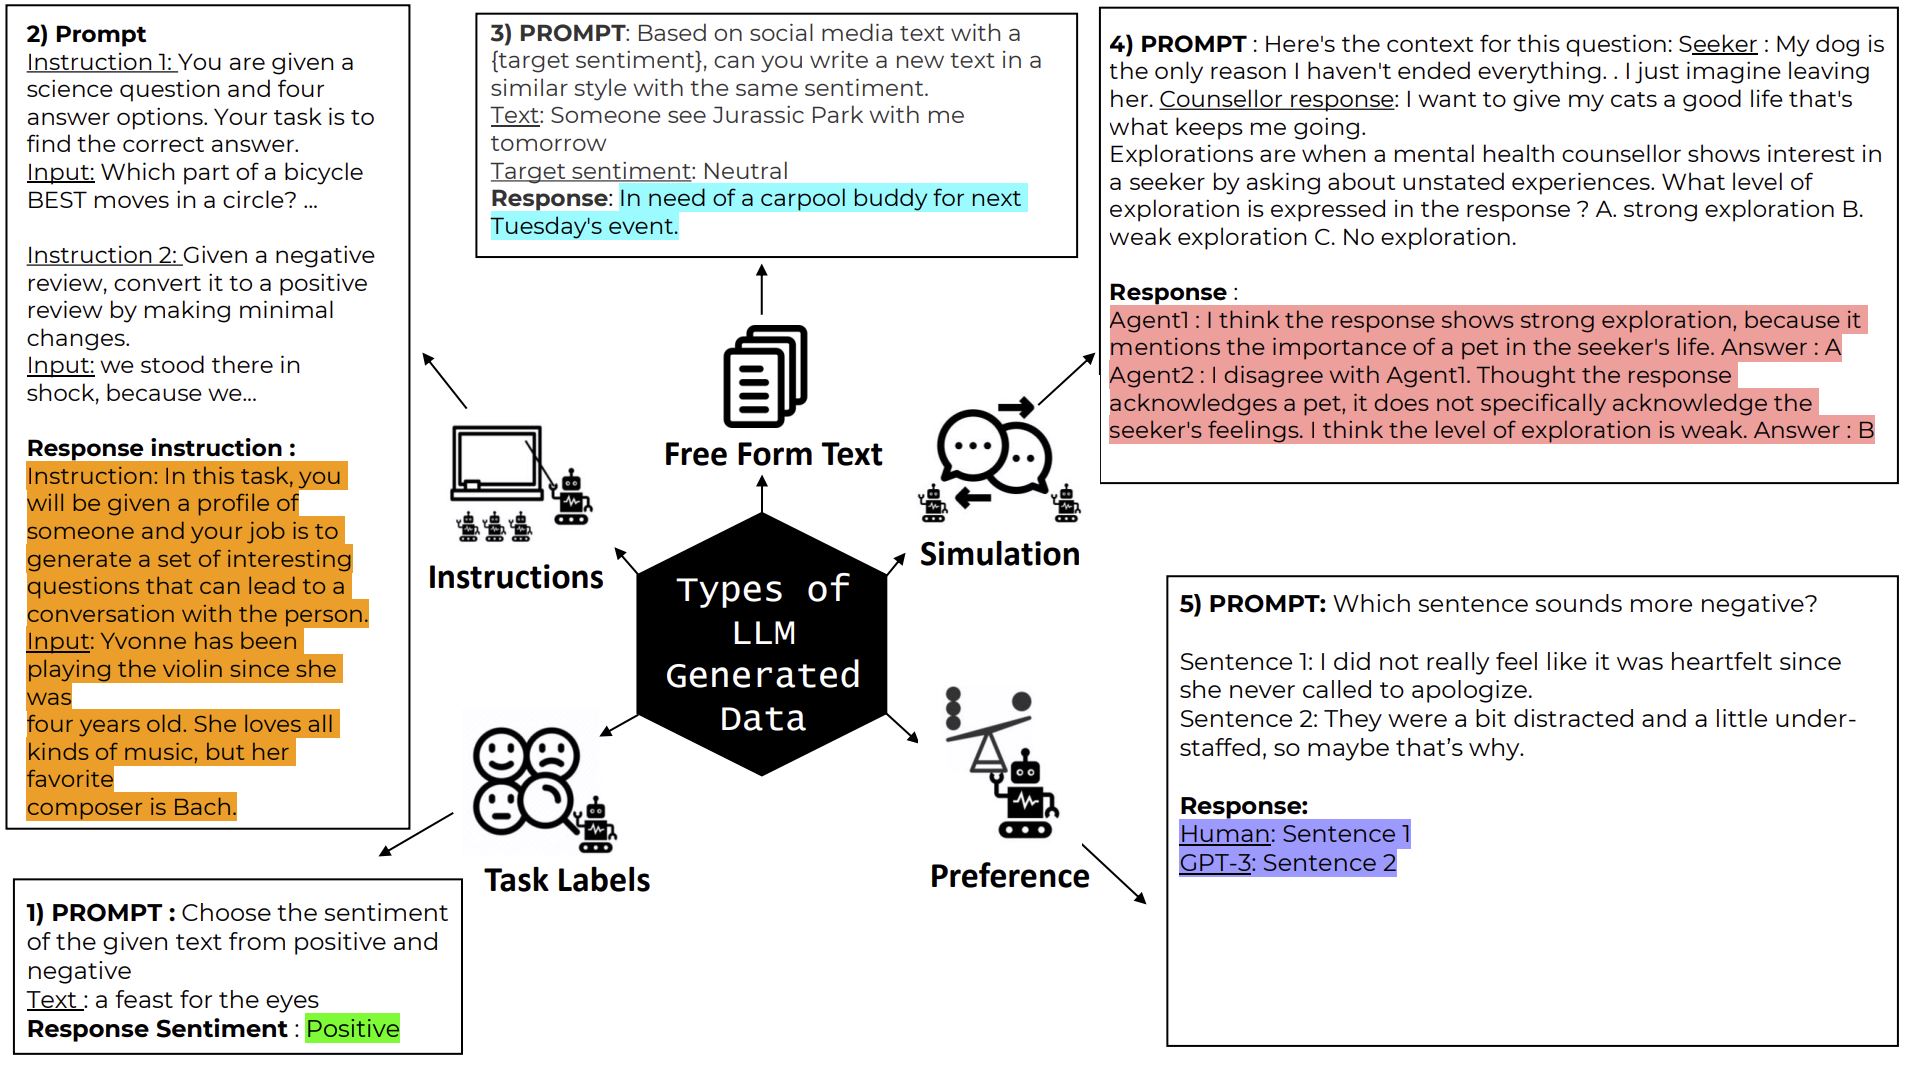 2) Prompt
Instruction 1: You are given a
science question and four
answer options. Your task is to
find the correct answer.
Input: Which part of a bicycle
BEST moves in a circle? ...
Instruction 2: Given a negative
review, convert it to a positive
review by making minimal
changes.
Input: we stood there in
shock, because we...
Response instruction :
Instruction: In this task, you
will be given a profile of
someone and your job is to
generate a set of interesting
questions that can lead to a
conversation with the person.
Input: Yvonne has been
playing the violin since she
was
four years old. She loves all
kinds of music, but her
favorite
composer is Bach.
3) PROMPT: Based on social media text with a
{target sentiment}, can you write a new text in a
similar style with the same sentiment.
Text: Someone see Jurassic Park with me
tomorrow
Target sentiment: Neutral
Response: In need of a carpool buddy for next
Tuesday's event.
4) PROMPT : Here's the context for this question: Seeker : My dog is
the only reason I haven't ended everything. . I just imagine leaving
her. Counsellor response: I want to give my cats a good life that's
what keeps me going.
Explorations are when a mental health counsellor shows interest in
a seeker by asking about unstated experiences. What level of
exploration is expressed in the response ? A. strong exploration B.
weak exploration C. No exploration.
Response :
Agent1 : I think the response shows strong exploration, because it
mentions the importance of a pet in the seeker's life. Answer : A
Agent2 : I disagree with Agent1. Thought the response
acknowledges a pet, it does not specifically acknowledge the
seeker's feelings. I think the level of exploration is weak. Answer : B
Free Form Text
Instructions
Simulation
Types of
LLM
Generated
Data
Task Labels
Preference
5) PROMPT: Which sentence sounds more negative?
Sentence 1: I did not really feel like it was heartfelt since
she never called to apologize.
Sentence 2: They were a bit distracted and a little under-
staffed, so maybe that’s why.
Response:
Human: Sentence 1
GPT-3: Sentence 2
1) PROMPT : Choose the sentiment
of the given text from positive and
negative
Text : a feast for the eyes
Response Sentiment : Positive